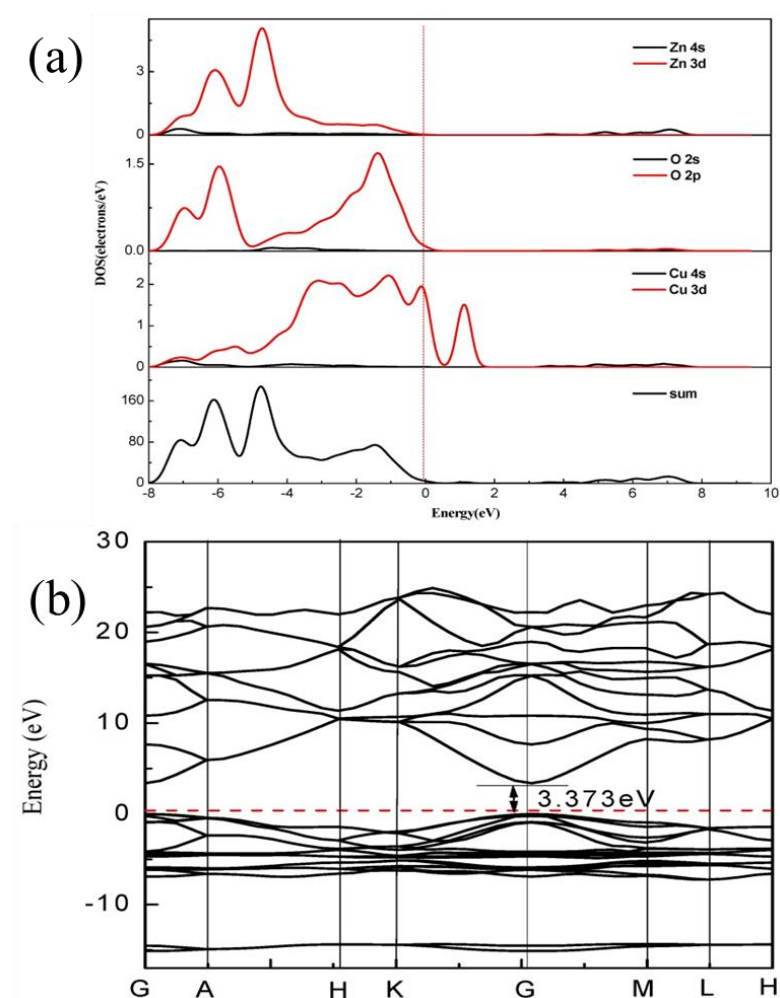 (a)
Zn 4s
Zn 3d
3
0
O 2s
O 2p
1.5
0.0
DOS(electrons/eV)
Cu 4s
Cu 3d
2
1
0
sum
160
80
0
-8 -6 -4 -2 0 2 4 6 8 10
Energy(eV)
(b)
30
20
10
0
-10
Energy (eV)
3.373eV
G A H K G M L H